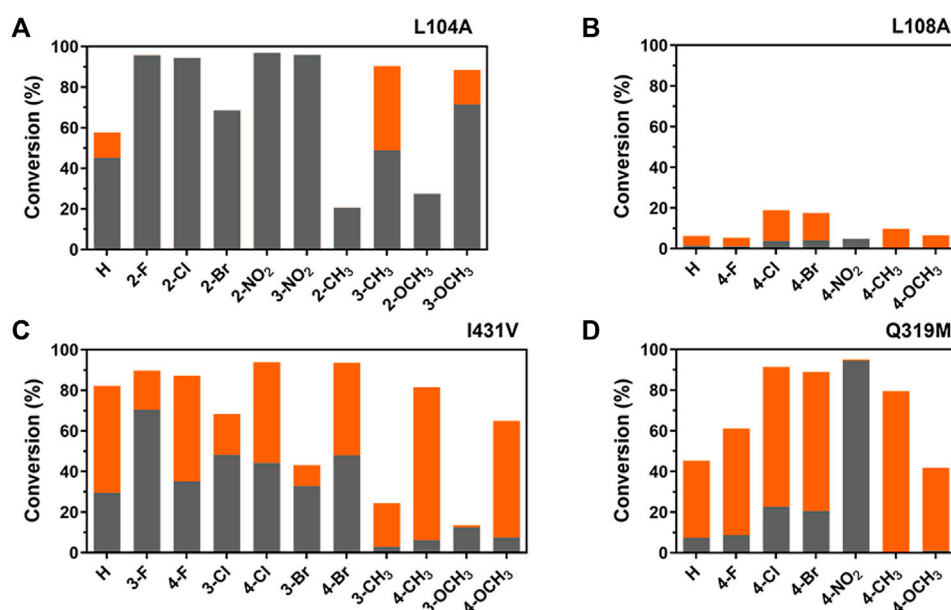 A
L104A
Conversion (%)
100
80
60
40
20
0
H
2-F
2-Cl
2-Br
2-NO₂
3-NO₂
2-CH₃
3-CH₃
2-OCH₃
3-OCH₃
B
L108A
Conversion (%)
100
80
60
40
20
0
H
4-F
4-Cl
4-Br
4-NO₂
4-CH₃
4-OCH₃
C
I431V
Conversion (%)
100
80
60
40
20
0
H
3-F
4-F
3-Cl
4-Cl
3-Br
4-Br
3-CH₃
4-CH₃
3-OCH₃
4-OCH₃
D
Q319M
Conversion (%)
100
80
60
40
20
0
H
4-F
4-Cl
4-Br
4-NO₂
4-CH₃
4-OCH₃